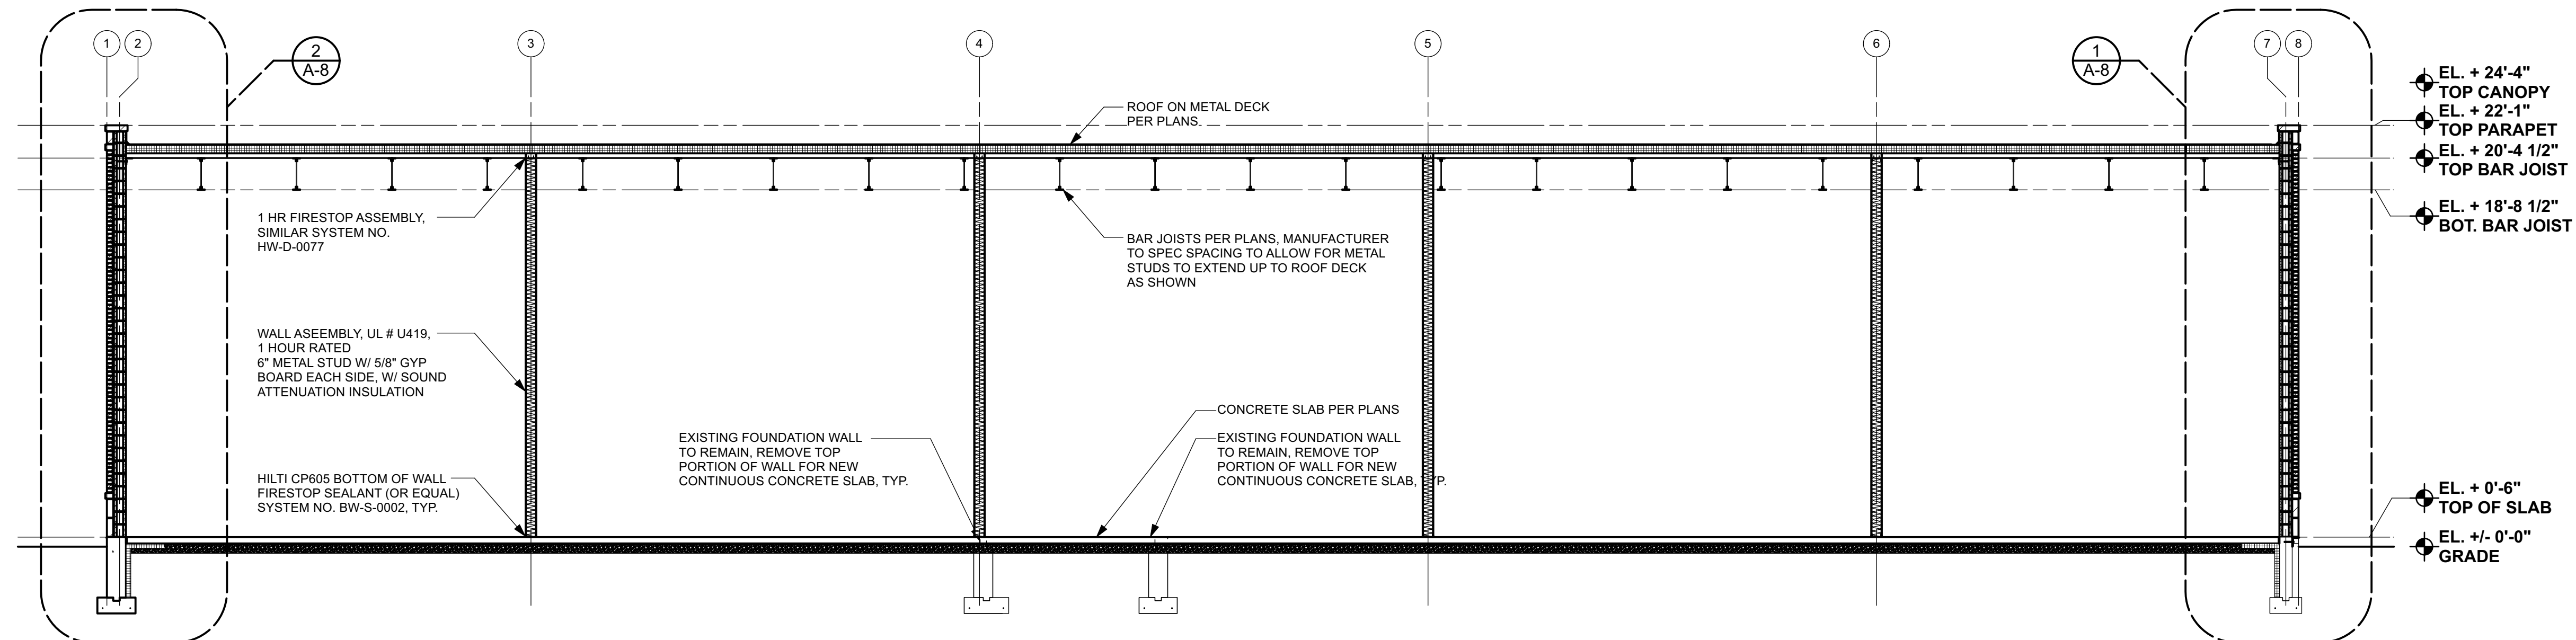 1
2
2
A-8
3
4
5
6
1
A-8
7
8
EL. + 24'-4"
TOP CANOPY
EL. + 22'-1"
TOP PARAPET
EL. + 20'-4 1/2"
TOP BAR JOIST
EL. + 18'-8 1/2"
BOT. BAR JOIST
ROOF ON METAL DECK
PER PLANS.
1 HR FIRESTOP ASSEMBLY,
SIMILAR SYSTEM NO.
HW-D-0077
BAR JOISTS PER PLANS, MANUFACTURER
TO SPEC SPACING TO ALLOW FOR METAL
STUDS TO EXTEND UP TO ROOF DECK
AS SHOWN
WALL ASEEMBLY, UL # U419,
1 HOUR RATED
6" METAL STUD W/ 5/8" GYP
BOARD EACH SIDE, W/ SOUND
ATTENUATION INSULATION
CONCRETE SLAB PER PLANS
EXISTING FOUNDATION WALL
TO REMAIN, REMOVE TOP
PORTION OF WALL FOR NEW
CONTINUOUS CONCRETE SLAB, TYP.
EXISTING FOUNDATION WALL
TO REMAIN, REMOVE TOP
PORTION OF WALL FOR NEW
CONTINUOUS CONCRETE SLAB, TYP.
HILTI CP605 BOTTOM OF WALL
FIRESTOP SEALANT (OR EQUAL)
SYSTEM NO. BW-S-0002, TYP.
EL. + 0'-6"
TOP OF SLAB
EL. +/- 0'-0"
GRADE